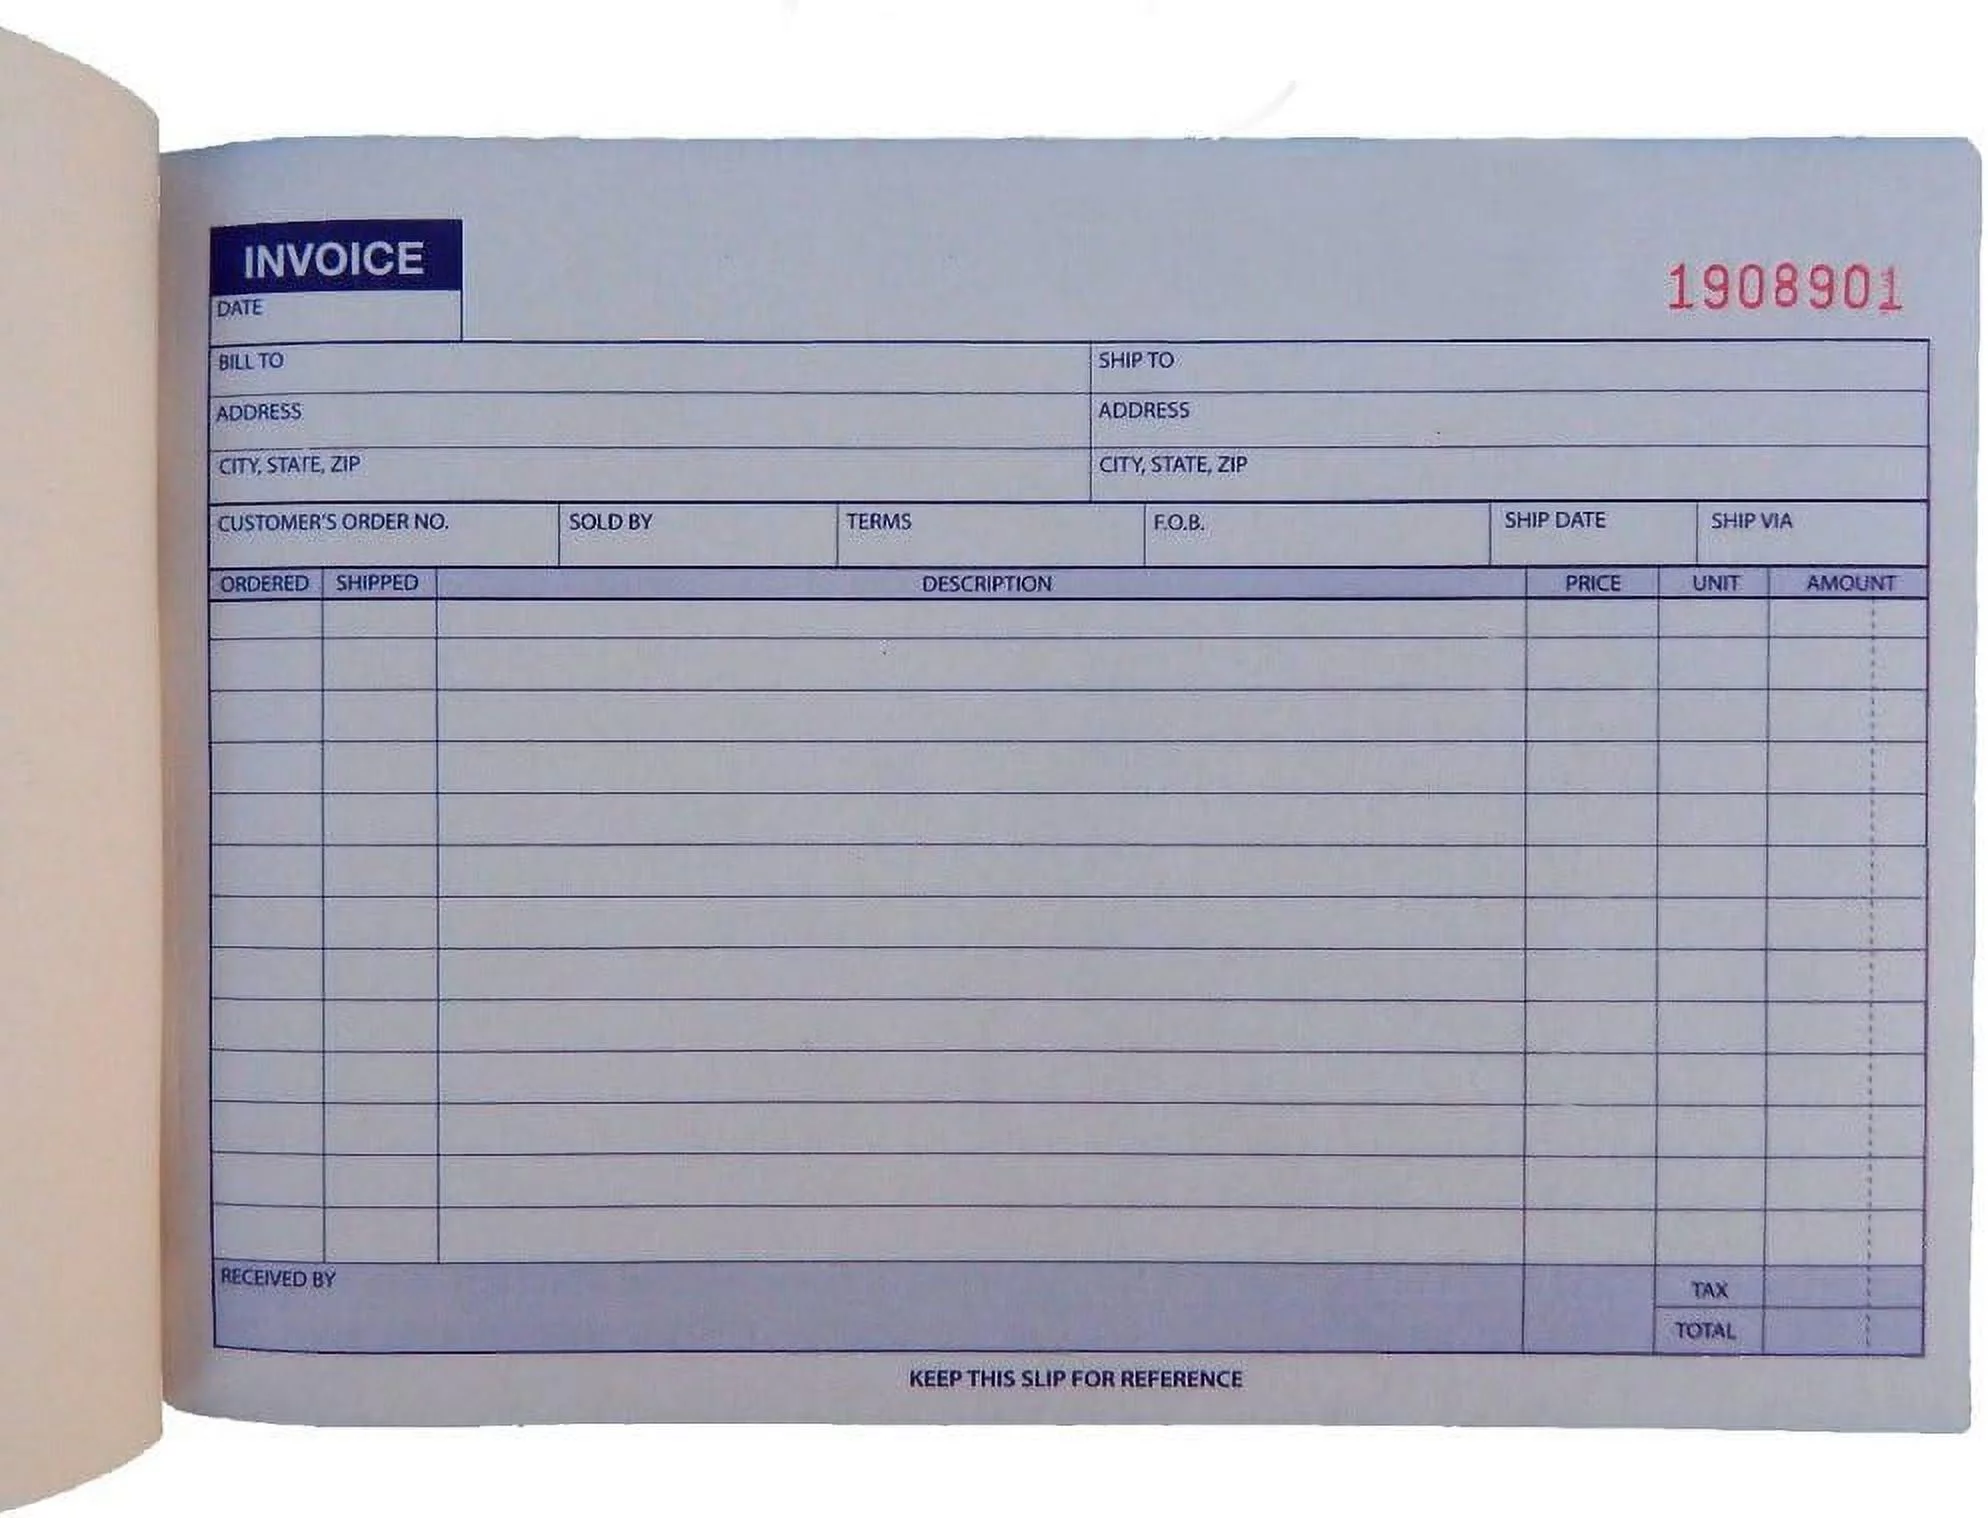 INVOICE
1908901
DATE
BILL TO SHIP TO
ADDRESS ADDRESS
CITY, STATE, ZIP CITY, STATE, ZIP
CUSTOMER'S ORDER NO. SOLD BY TERMS F.O.B. SHIP DATE SHIP VIA
ORDERED SHIPPED DESCRIPTION PRICE UNIT AMOUNT
RECEIVED BY TAX
TOTAL
KEEP THIS SLIP FOR REFERENCE